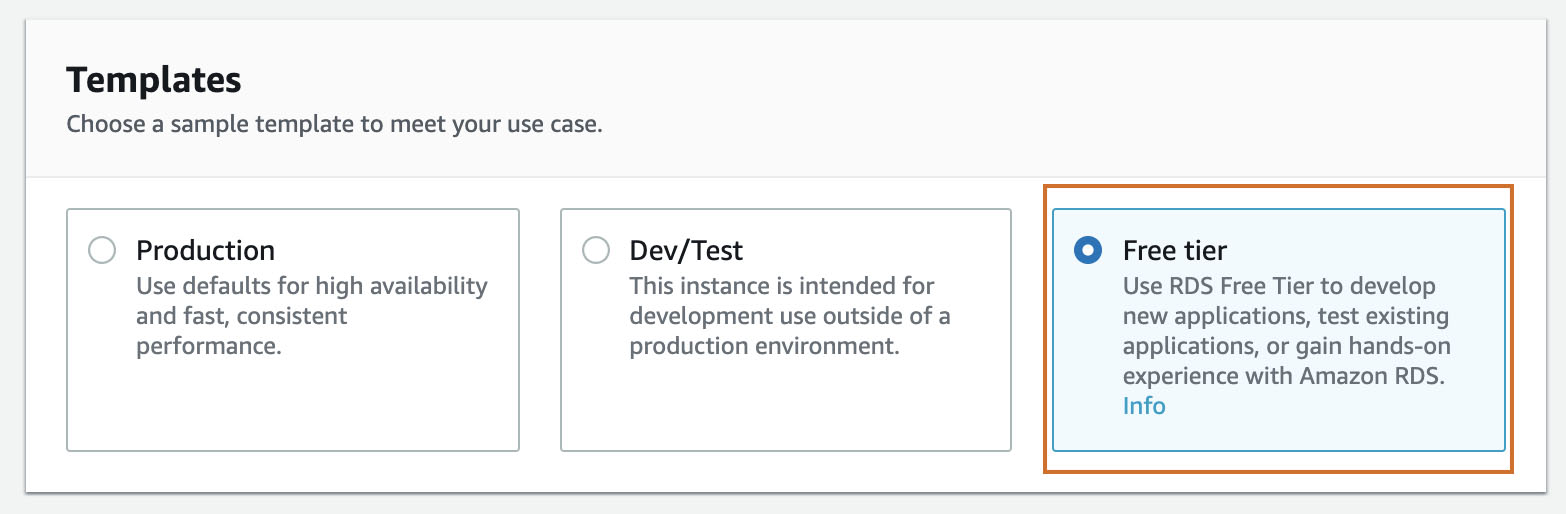 Templates
Choose a sample template to meet your use case.
Production
Use defaults for high availability
and fast, consistent
performance.
Dev/Test
This instance is intended for
development use outside of a
production environment.
Free tier
Use RDS Free Tier to develop
new applications, test existing
applications, or gain hands-on
experience with Amazon RDS.
Info